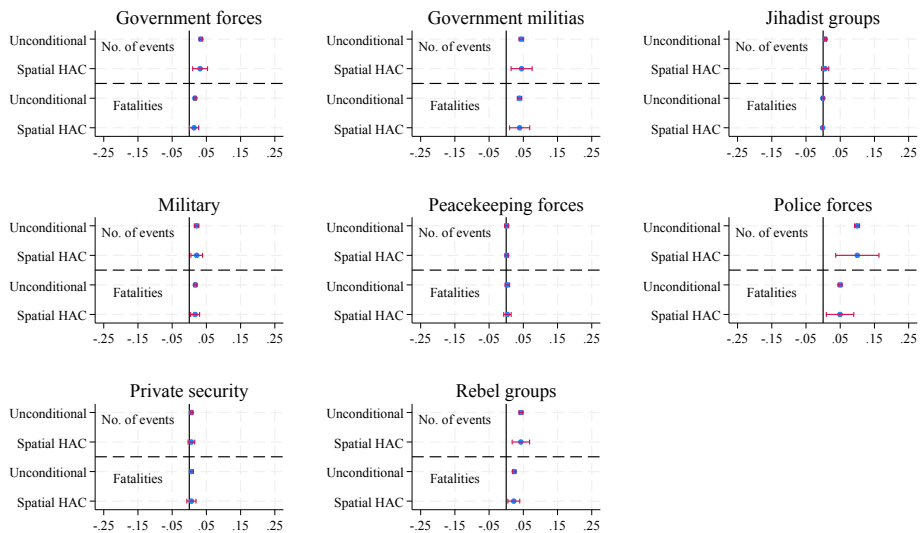 Government forces
Unconditional
No. of events
Spatial HAC
Unconditional
Fatalities
Spatial HAC
-.25 -.15 -.05 .05 .15 .25
Government militias
Unconditional
No. of events
Spatial HAC
Unconditional
Fatalities
Spatial HAC
-.25 -.15 -.05 .05 .15 .25
Jihadist groups
Unconditional
No. of events
Spatial HAC
Unconditional
Fatalities
Spatial HAC
-.25 -.15 -.05 .05 .15 .25
Military
Unconditional
No. of events
Spatial HAC
Unconditional
Fatalities
Spatial HAC
-.25 -.15 -.05 .05 .15 .25
Peacekeeping forces
Unconditional
No. of events
Spatial HAC
Unconditional
Fatalities
Spatial HAC
-.25 -.15 -.05 .05 .15 .25
Police forces
Unconditional
No. of events
Spatial HAC
Unconditional
Fatalities
Spatial HAC
-.25 -.15 -.05 .05 .15 .25
Private security
Unconditional
No. of events
Spatial HAC
Unconditional
Fatalities
Spatial HAC
-.25 -.15 -.05 .05 .15 .25
Rebel groups
Unconditional
No. of events
Spatial HAC
Unconditional
Fatalities
Spatial HAC
-.25 -.15 -.05 .05 .15 .25